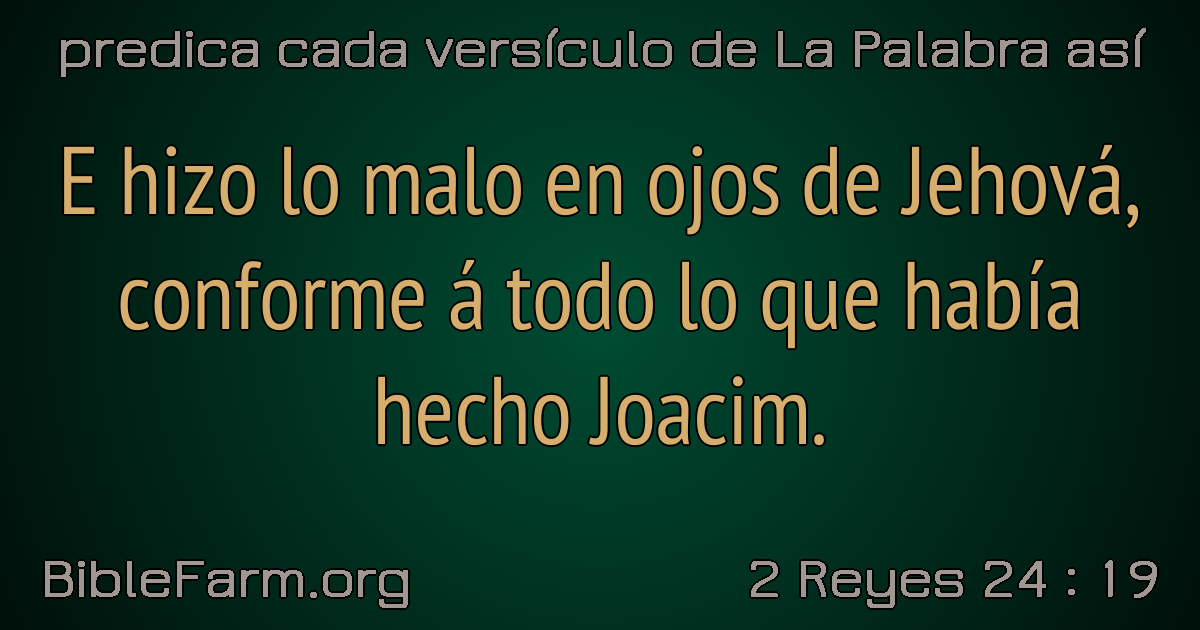 predica cada versículo de La Palabra así
E hizo lo malo en ojos de Jehová,
conforme á todo lo que había
hecho Joacim.
BibleFarm.org
2 Reyes 24 : 19